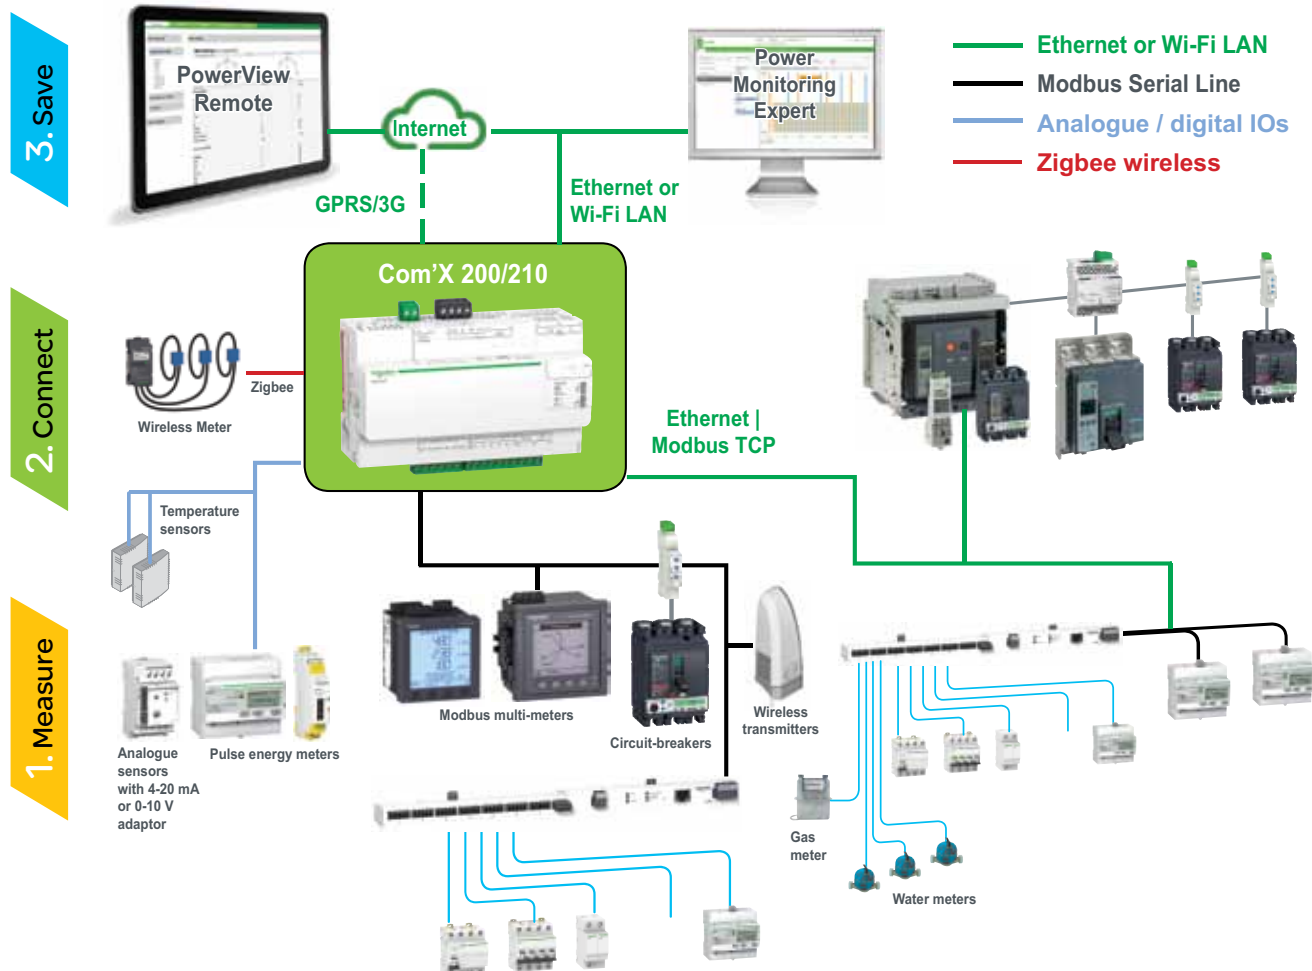 3. Save
PowerView
Remote
Internet
Power
Monitoring
Expert
Ethernet or Wi-Fi LAN
Modbus Serial Line
Analogue / digital IOs
Zigbee wireless
GPRS/3G
Ethernet or
Wi-Fi LAN
2. Connect
Com'X 200/210
Zigbee
Wireless Meter
Ethernet |
Modbus TCP
Temperature
sensors
1. Measure
Analogue
sensors
with 4-20 mA
or 0-10 V
adaptor
Pulse energy meters
Modbus multi-meters
Circuit-breakers
Wireless
transmitters
Gas
meter
Water meters